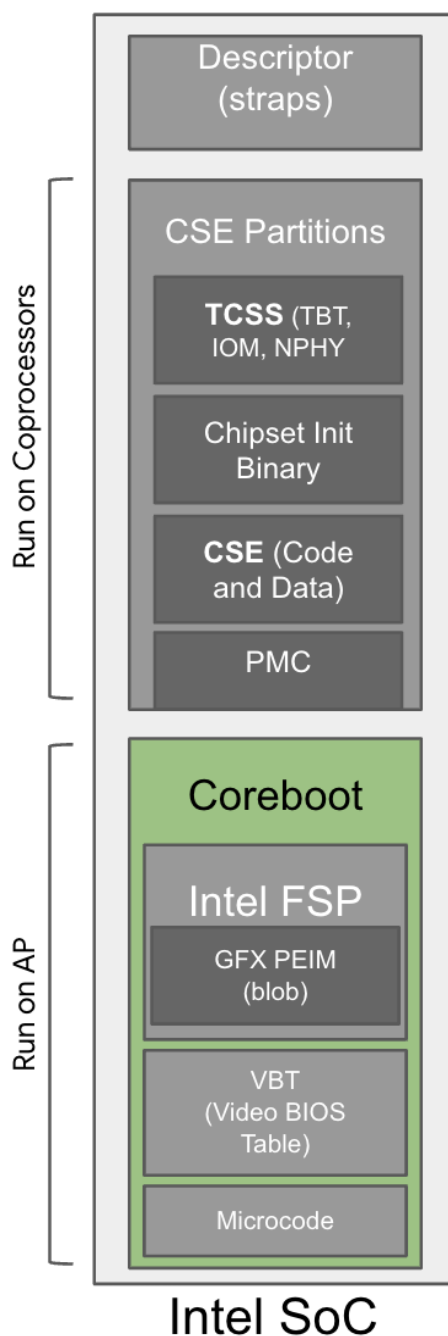 Descriptor
(straps)
Run on Coprocessors
CSE Partitions
TCSS (TBT,
IOM, NPHY
Chipset Init
Binary
CSE (Code
and Data)
PMC
Run on AP
Coreboot
Intel FSP
GFX PEIM
(blob)
VBT
(Video BIOS
Table)
Microcode
Intel SoC